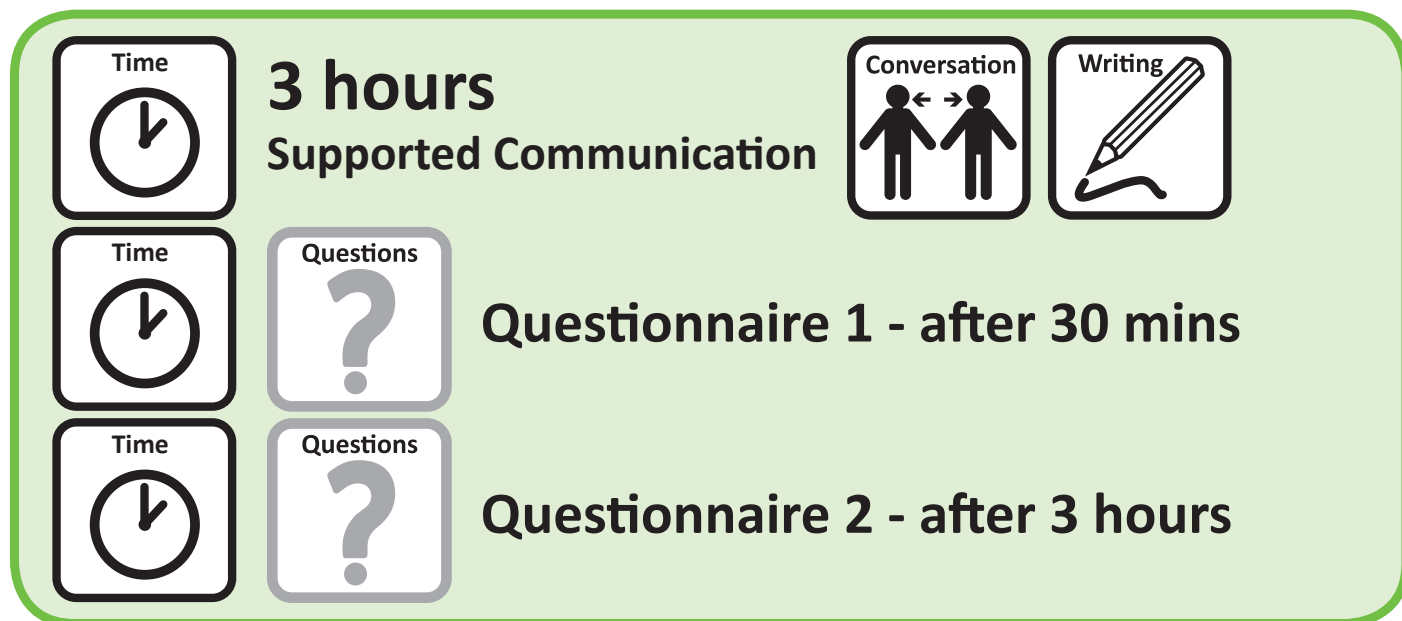 Time
3 hours
Supported Communication
Conversation
Writing
Time
Questions
Questionnaire 1 - after 30 mins
Time
Questions
Questionnaire 2 - after 3 hours